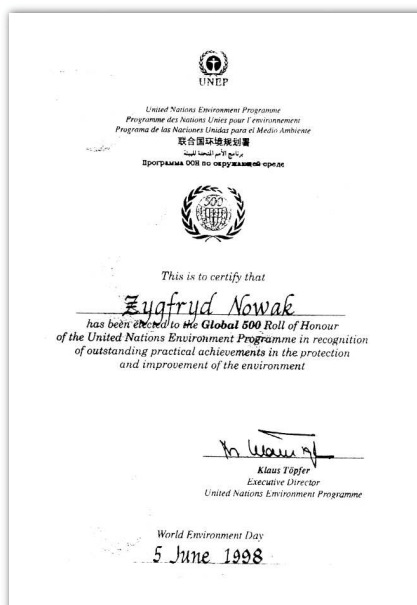 UNEP
United Nations Environment Programme
Programme des Nations Unies pour l'environnement
Programa de las Naciones Unidas para el Medio Ambiente
联合国环境规划署
برنامج الأمم المتحدة للبيئة
Программа ООН по окружающей среде
500
This is to certify that
Zygfryd Nowak
has been elected to the Global 500 Roll of Honour
of the United Nations Environment Programme in recognition
of outstanding practical achievements in the protection
and improvement of the environment
Klaus Töpfer
Executive Director
United Nations Environment Programme
World Environment Day
5 June 1998